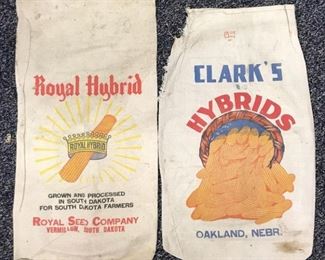 Royal Hybrid
ROYAL HYBRID
GROWN AND PROCESSED
IN SOUTH DAKOTA
FOR SOUTH DAKOTA FARMERS
ROYAL SEED COMPANY
VERMILLION, SOUTH DAKOTA
CLARK'S
HYBRIDS
OAKLAND, NEBR.